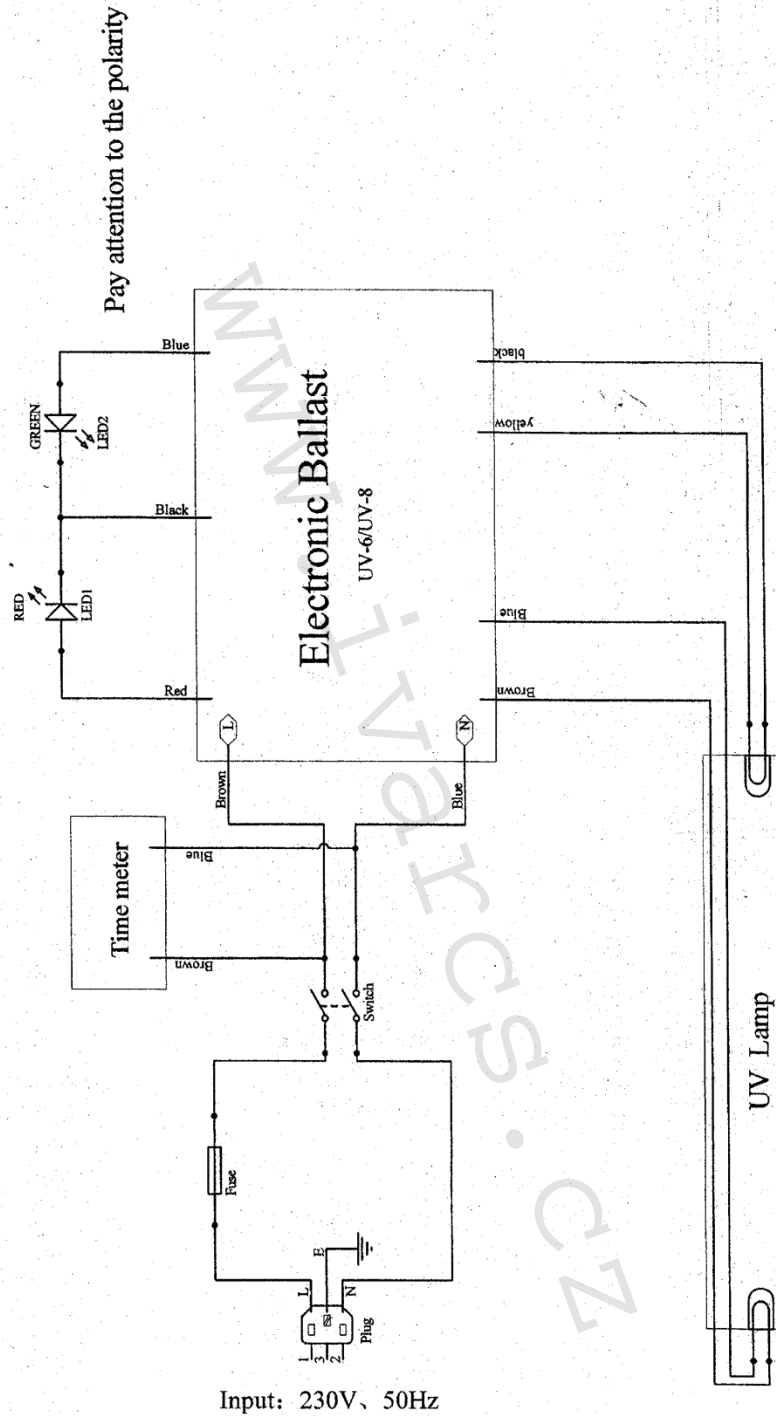 Pay attention to the polarity
GREEN
LED2
RED
LED1
Blue
Black
Red
Electronic Ballast
UV-6/UV-8
L
N
Brown
Blue
black
yellow
Blue
Brown
Time meter
Blue
Brown
Switch
Fuse
L
E
N
1
3
2
Plug
Input: 230V、50Hz
UV Lamp
www.ivarcs.cz